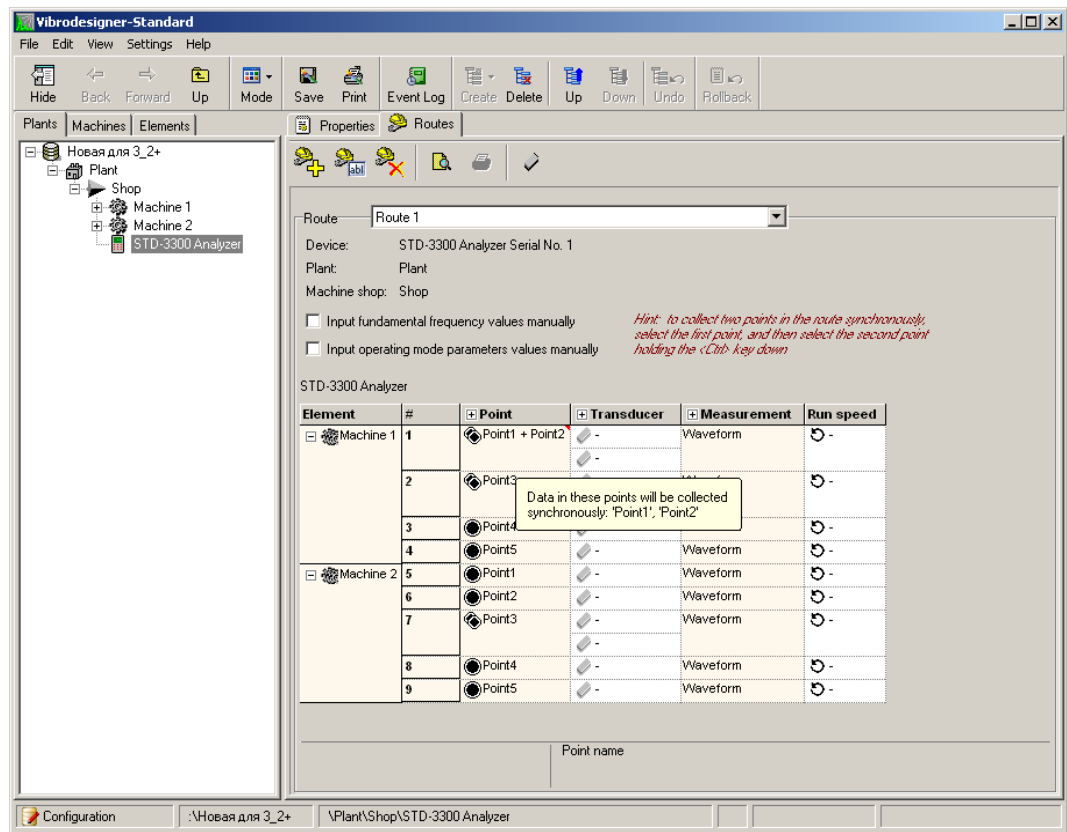 Vibrodesigner-Standard
File Edit View Settings Help
Hide Back Forward Up Mode Save Print Event Log Create Delete Up Down Undo Rollback
Plants Machines Elements
Properties Routes
Новая для 3_2+
Plant
Shop
Machine 1
Machine 2
STD-3300 Analyzer
abl
Route Route 1
Device: STD-3300 Analyzer Serial No. 1
Plant: Plant
Machine shop: Shop
Input fundamental frequency values manually
Input operating mode parameters values manually
Hint: to collect two points in the route synchronously,
select the first point, and then select the second point
holding the <Ctrl> key down
STD-3300 Analyzer
Element # Point Transducer Measurement Run speed
Machine 1 1 Point1 + Point2 - Waveform -
-
2 Point3 -
Data in these points will be collected
synchronously: 'Point1', 'Point2'
3 Point4 -
4 Point5 - Waveform -
Machine 2 5 Point1 - Waveform -
6 Point2 - Waveform -
7 Point3 - Waveform -
-
8 Point4 - Waveform -
9 Point5 - Waveform -
Point name
Configuration :\Новая для 3_2+ \Plant\Shop\STD-3300 Analyzer